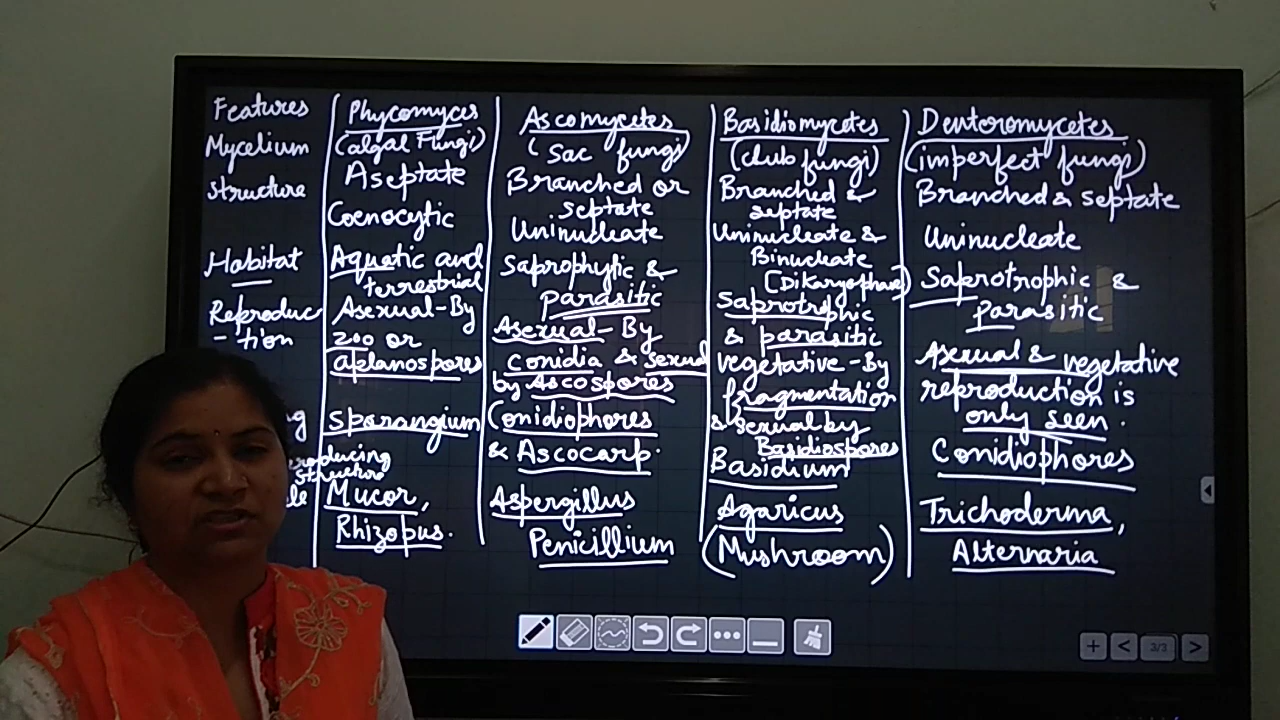 Features
Mycelium
structure
Habitat
Reproduc
- tion
Phycomyces
(algal Fungi)
Aseptate
Coenocytic
Aquatic and
terrestrial
Asexual-By
zoo or
aplanospores
Sporangium
structure
Mucor,
Rhizopus.
Ascomycetes
(Sac fungi)
Branched or
septate
Uninucleate
Saprophytic &
parasitic
Asexual - By
conidia & sexual
by Ascospores
Conidiophores
& Ascocarp.
Aspergillus
Penicillium
Basidiomycetes
(club fungi)
Branched &
septate
Uninucleate &
Binucleate
(Dikaryophase)
saprotrophic
& parasitic
vegetative - By
fragmentation
& sexual by
Basidiospores
Basidium
Agaricus
(Mushroom)
Deuteromycetes
(imperfect fungi)
Branched & septate
Uninucleate
Saprotrophic &
Parasitic
Asexual & vegetative
reproduction is
only seen.
Conidiophores
Trichoderma,
Alternaria
3/3